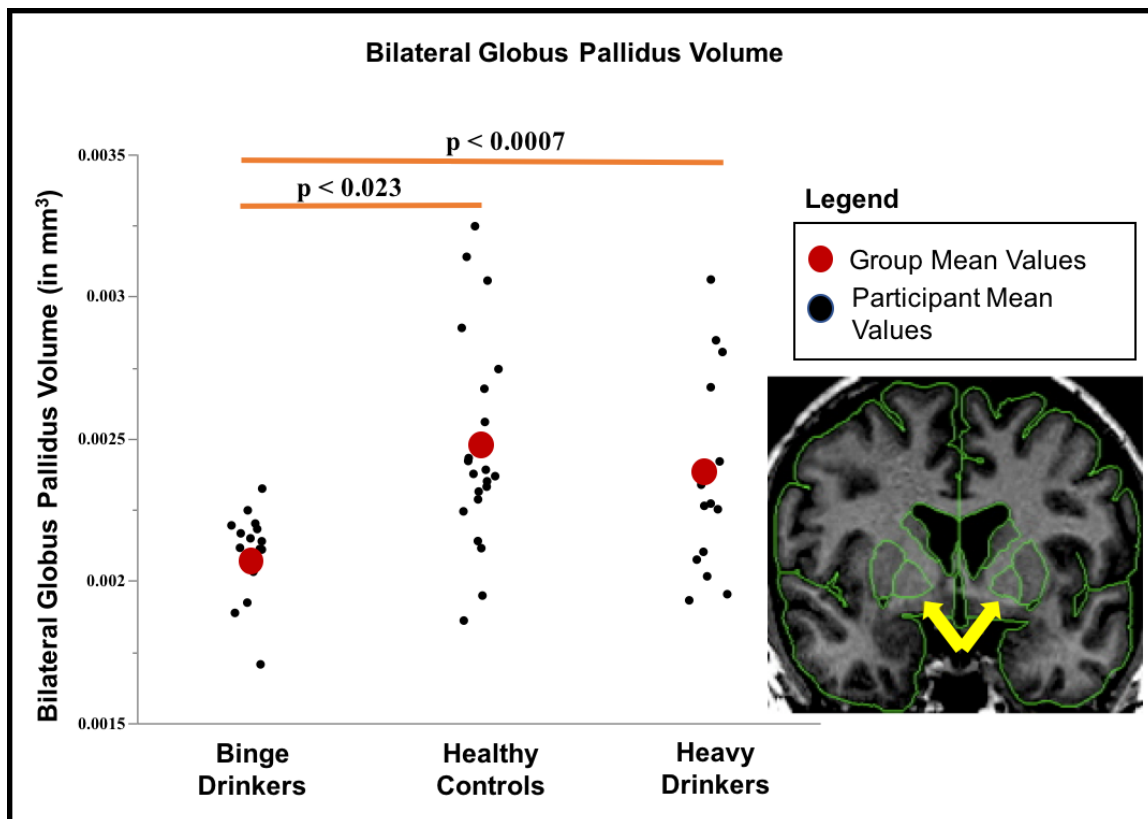 Bilateral Globus Pallidus Volume
p < 0.0007
p < 0.023
Bilateral Globus Pallidus Volume (in mm³)
0.0035
0.003
0.0025
0.002
0.0015
Binge
Drinkers
Healthy
Controls
Heavy
Drinkers
Legend
Group Mean Values
Participant Mean
Values